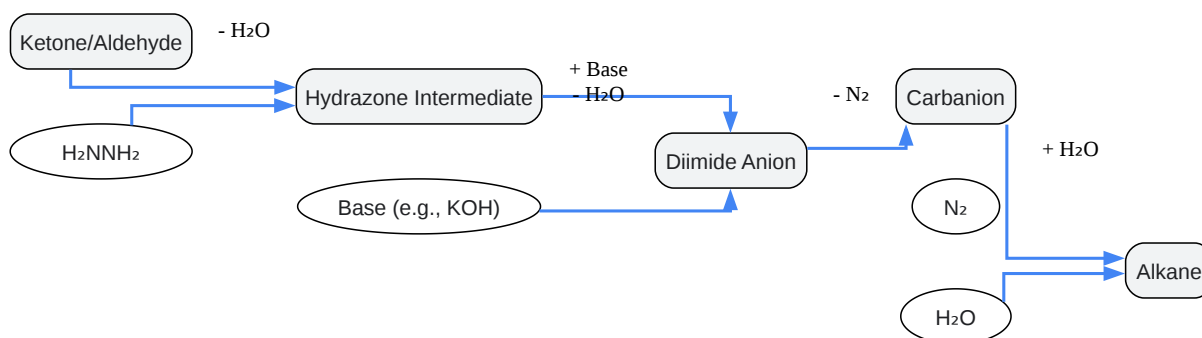 Ketone/Aldehyde
- H₂O
H₂NNH₂
Hydrazone Intermediate
+ Base
- H₂O
Base (e.g., KOH)
Diimide Anion
- N₂
Carbanion
+ H₂O
N₂
H₂O
Alkane